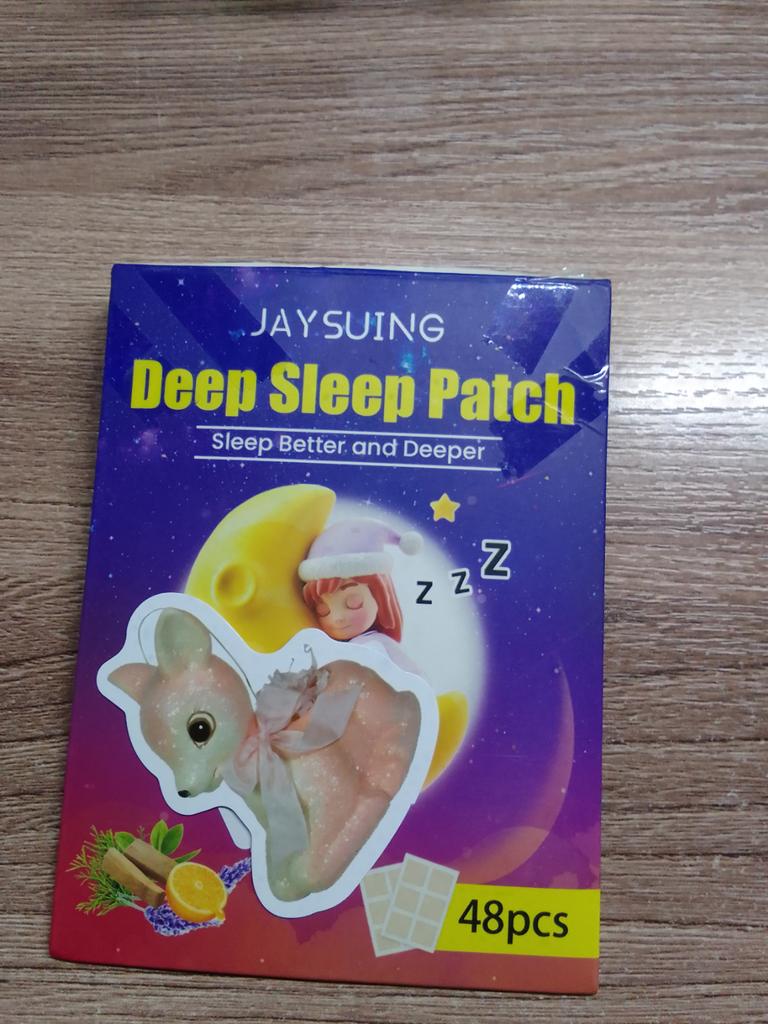 JAYSUING
Deep Sleep Patch
Sleep Better and Deeper
z z Z
48pcs